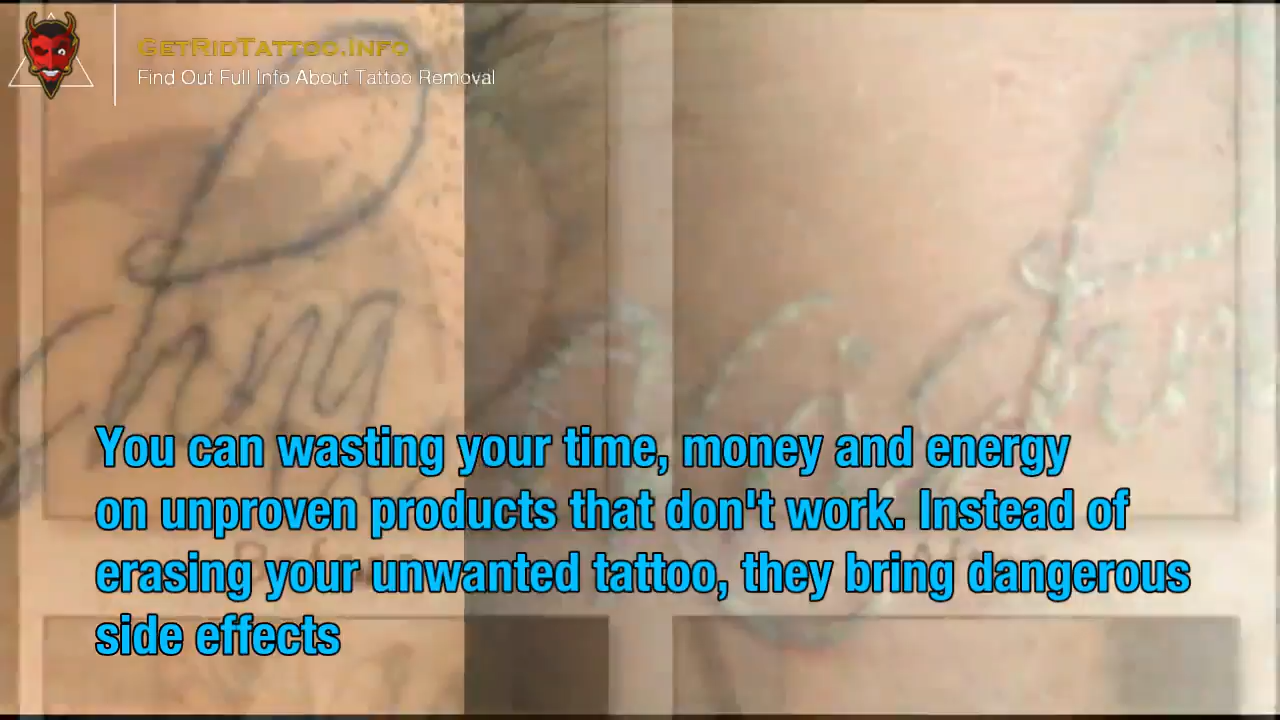 GetRidTattoo.Info
Find Out Full Info About Tattoo Removal
You can wasting your time, money and energy
on unproven products that don't work. Instead of
erasing your unwanted tattoo, they bring dangerous
side effects